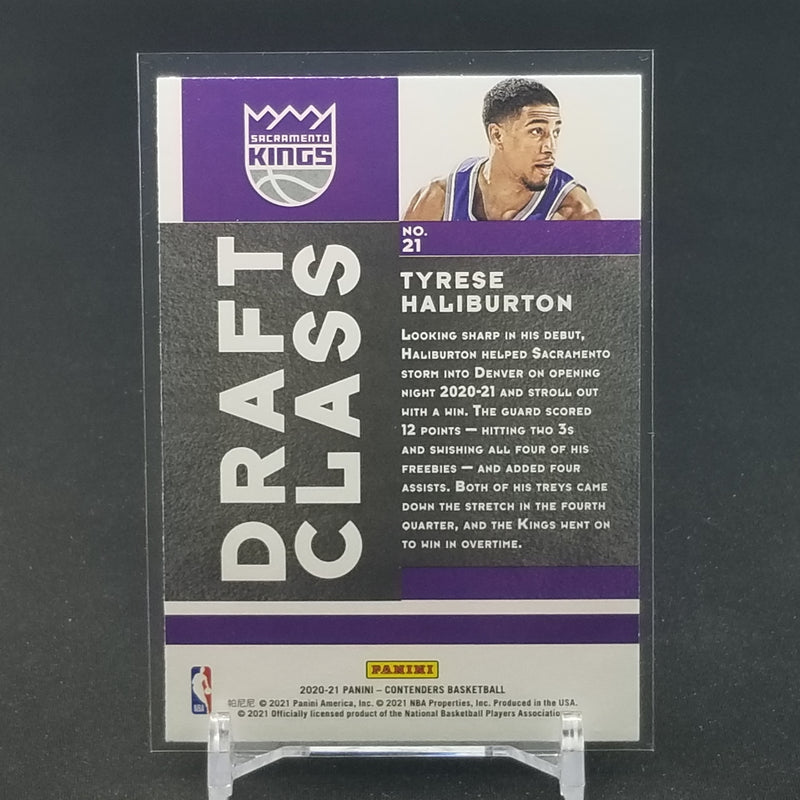 SACRAMENTO
KINGS
NO.
21
DRAFT
CLASS
TYRESE
HALIBURTON
LOOKING SHARP IN HIS DEBUT,
HALIBURTON HELPED SACRAMENTO
STORM INTO DENVER ON OPENING
NIGHT 2020-21 AND STROLL OUT
WITH A WIN. THE GUARD SCORED
12 POINTS — HITTING TWO 3S
AND SWISHING ALL FOUR OF HIS
FREEBIES — AND ADDED FOUR
ASSISTS. BOTH OF HIS TREYS CAME
DOWN THE STRETCH IN THE FOURTH
QUARTER, AND THE KINGS WENT ON
TO WIN IN OVERTIME.
PANINI
2020-21 PANINI – CONTENDERS BASKETBALL
帕尼尼 © 2021 Panini America, Inc. © 2021 NBA Properties, Inc. Produced in the USA.
© 2021 Officially licensed product of the National Basketball Players Associatio
NBA